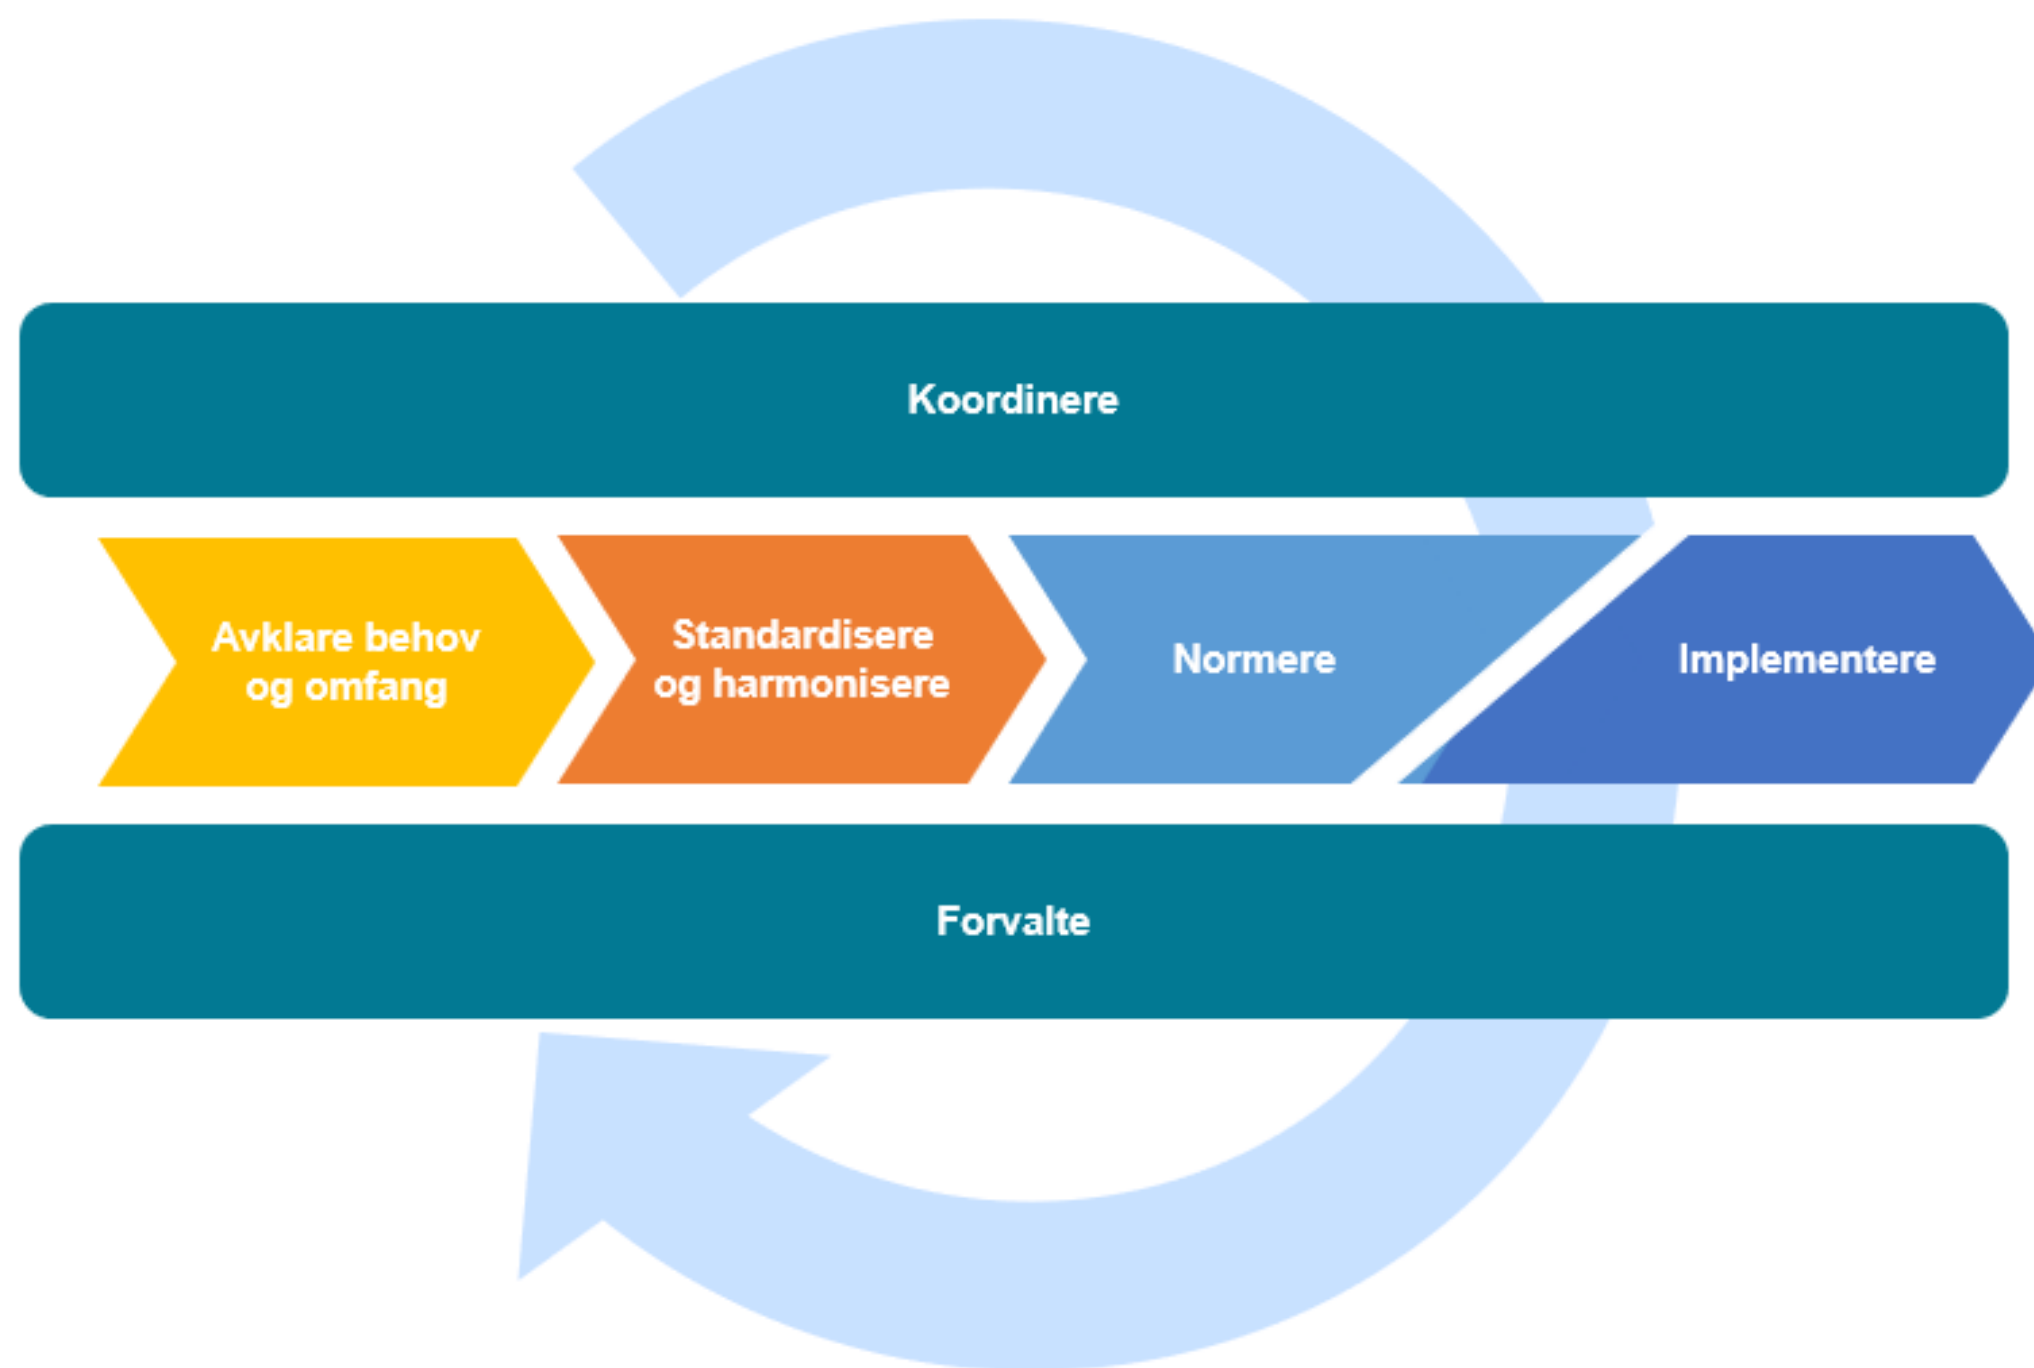 Koordinere
Avklare behov
og omfang
Standardisere
og harmonisere
Normere
Implementere
Forvalte